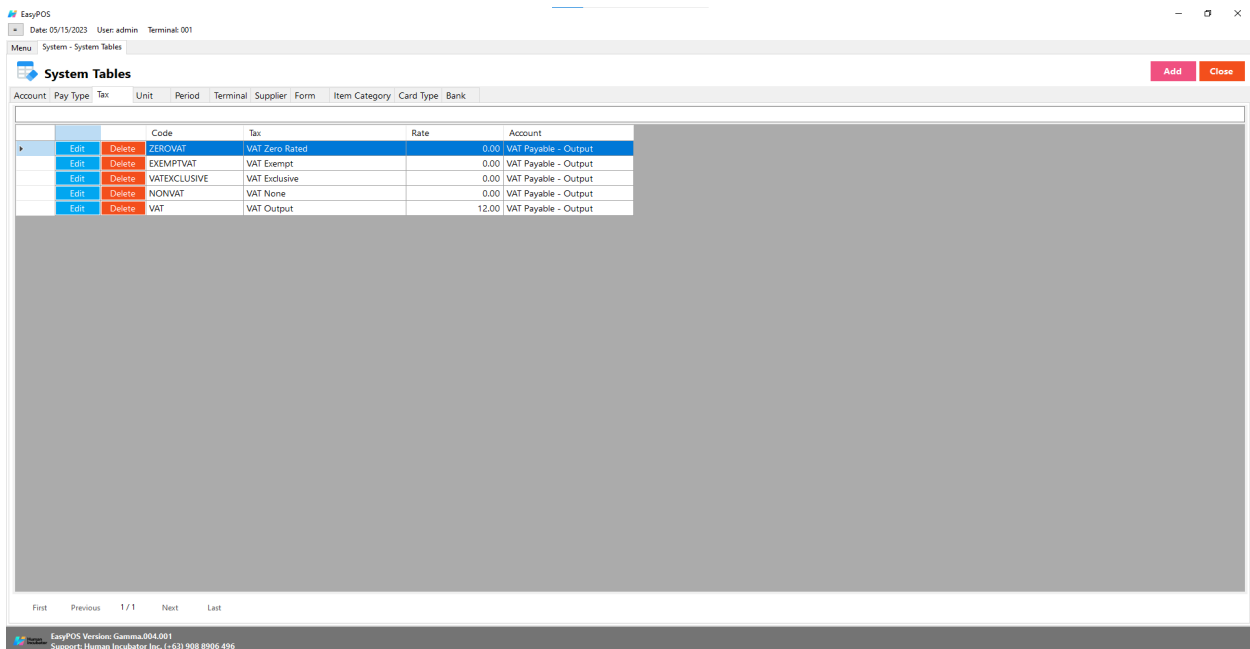 EasyPOS
Date: 05/15/2023 User: admin Terminal: 001
Menu System - System Tables
System Tables
Add Close
Account Pay Type Tax Unit Period Terminal Supplier Form Item Category Card Type Bank
Code Tax Rate Account
Edit Delete ZEROVAT VAT Zero Rated 0.00 VAT Payable - Output
Edit Delete EXEMPTVAT VAT Exempt 0.00 VAT Payable - Output
Edit Delete VATEXCLUSIVE VAT Exclusive 0.00 VAT Payable - Output
Edit Delete NONVAT VAT None 0.00 VAT Payable - Output
Edit Delete VAT VAT Output 12.00 VAT Payable - Output
First Previous 1 / 1 Next Last
Human
Incubator
EasyPOS Version: Gamma.004.001
Support: Human Incubator Inc. (+63) 908 8906 496